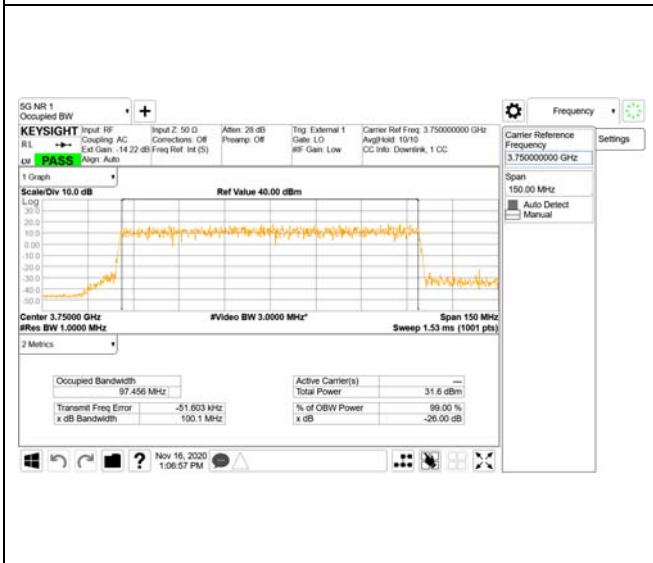 5G NR 1
Occupied BW
Frequency
KEYSIGHT
Input: RF
Input Z: 50 Ω
Atten: 28 dB
Trig: External 1
Carrier Ref Freq: 3.750000000 GHz
RL
Coupling: AC
Corrections: Off
Preamp: Off
Gate: LO
Avg|Hold: 10/10
Ext Gain: -14.22 dB
Freq Ref: Int (S)
#IF Gain: Low
CC Info: Downlink, 1 CC
PASS
Align: Auto
Carrier Reference
Frequency
3.750000000 GHz
Settings
Span
150.00 MHz
Auto Detect
Manual
1 Graph
Scale/Div 10.0 dB
Ref Value 40.00 dBm
Log
30.0
20.0
10.0
0.00
-10.0
-20.0
-30.0
-40.0
-50.0
Center 3.75000 GHz
#Video BW 3.0000 MHz*
Span 150 MHz
#Res BW 1.0000 MHz
Sweep 1.53 ms (1001 pts)
2 Metrics
Occupied Bandwidth
97.456 MHz
Active Carrier(s)
---
Total Power
31.6 dBm
Transmit Freq Error
-51.603 kHz
% of OBW Power
99.00 %
x dB Bandwidth
100.1 MHz
x dB
-26.00 dB
?
Nov 16, 2020
1:06:57 PM